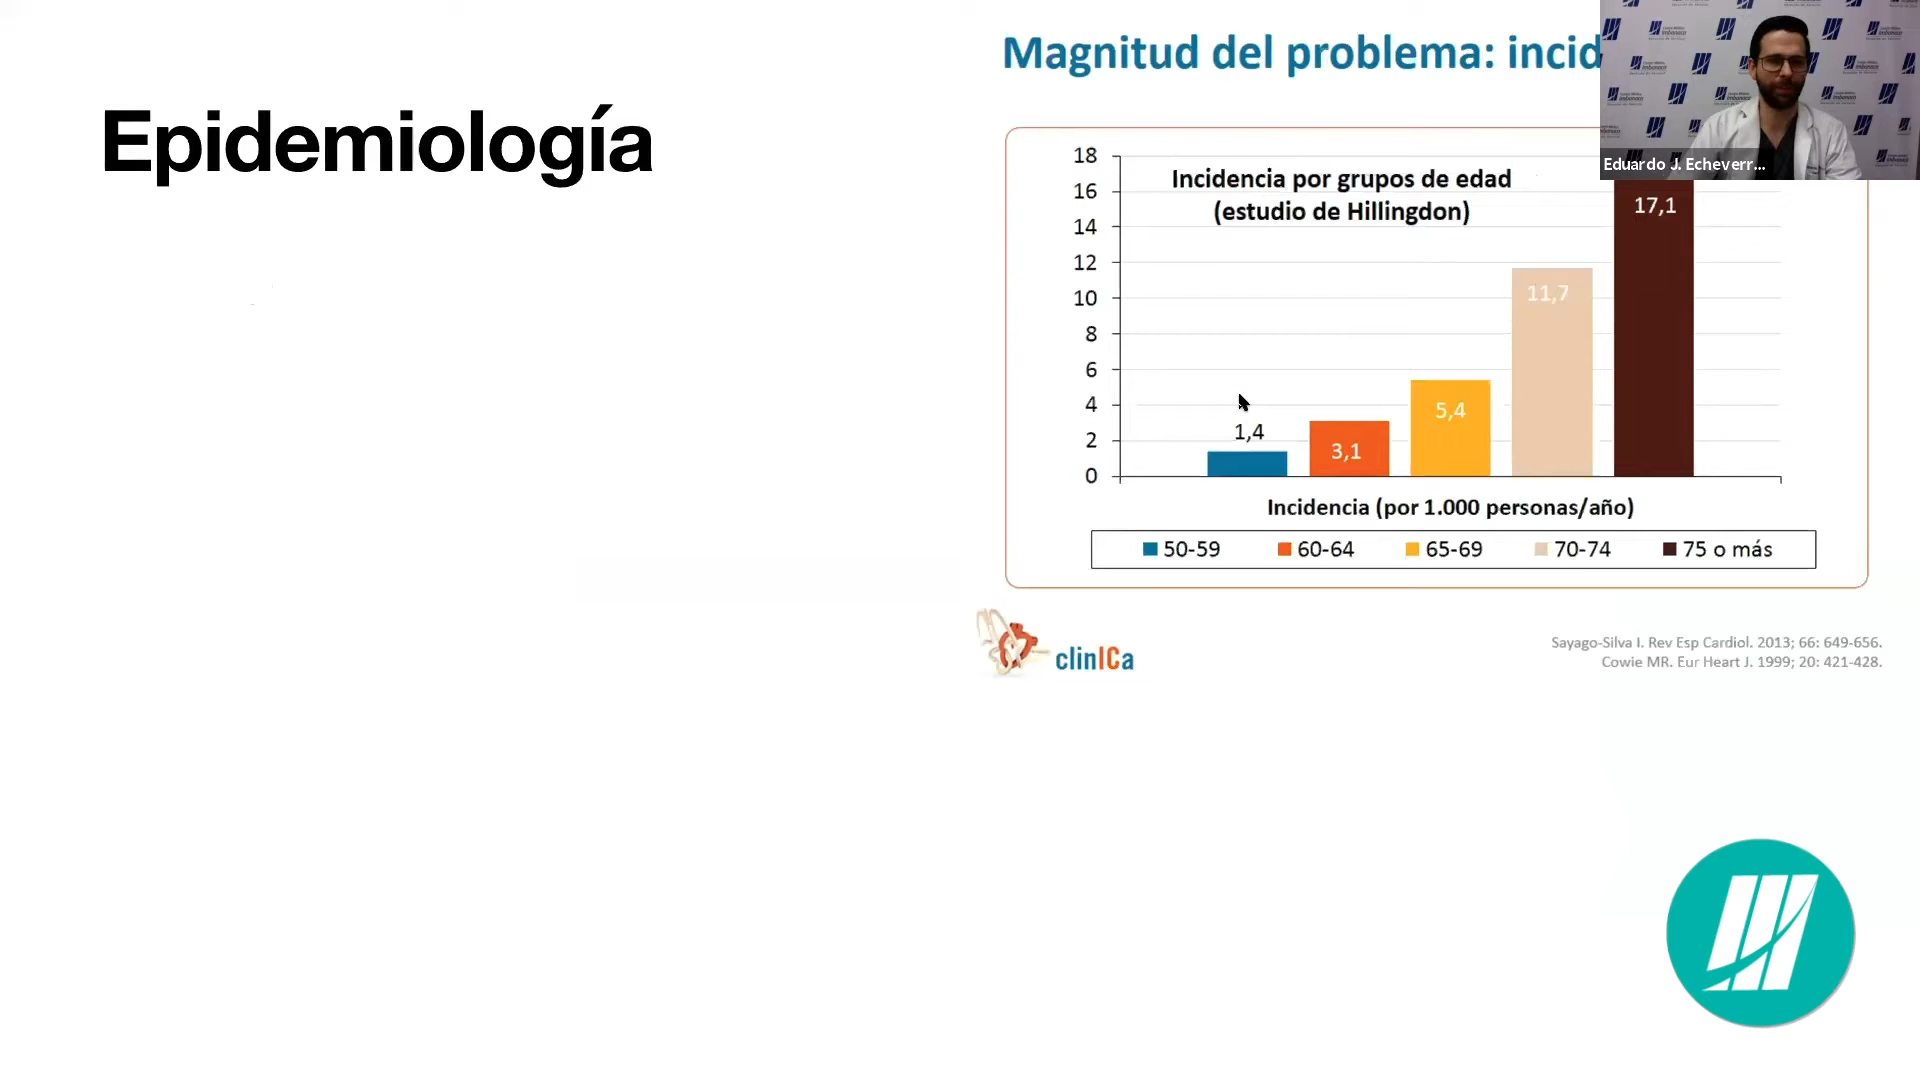 Epidemiología
Magnitud del problema: incid
Eduardo J. Echeverr...
Incidencia por grupos de edad
(estudio de Hillingdon)
18
16
14
12
10
8
6
4
2
0
1,4
3,1
5,4
11,7
17,1
Incidencia (por 1.000 personas/año)
50-59 60-64 65-69 70-74 75 o más
clinICa
Sayago-Silva I. Rev Esp Cardiol. 2013; 66: 649-656.
Cowie MR. Eur Heart J. 1999; 20: 421-428.